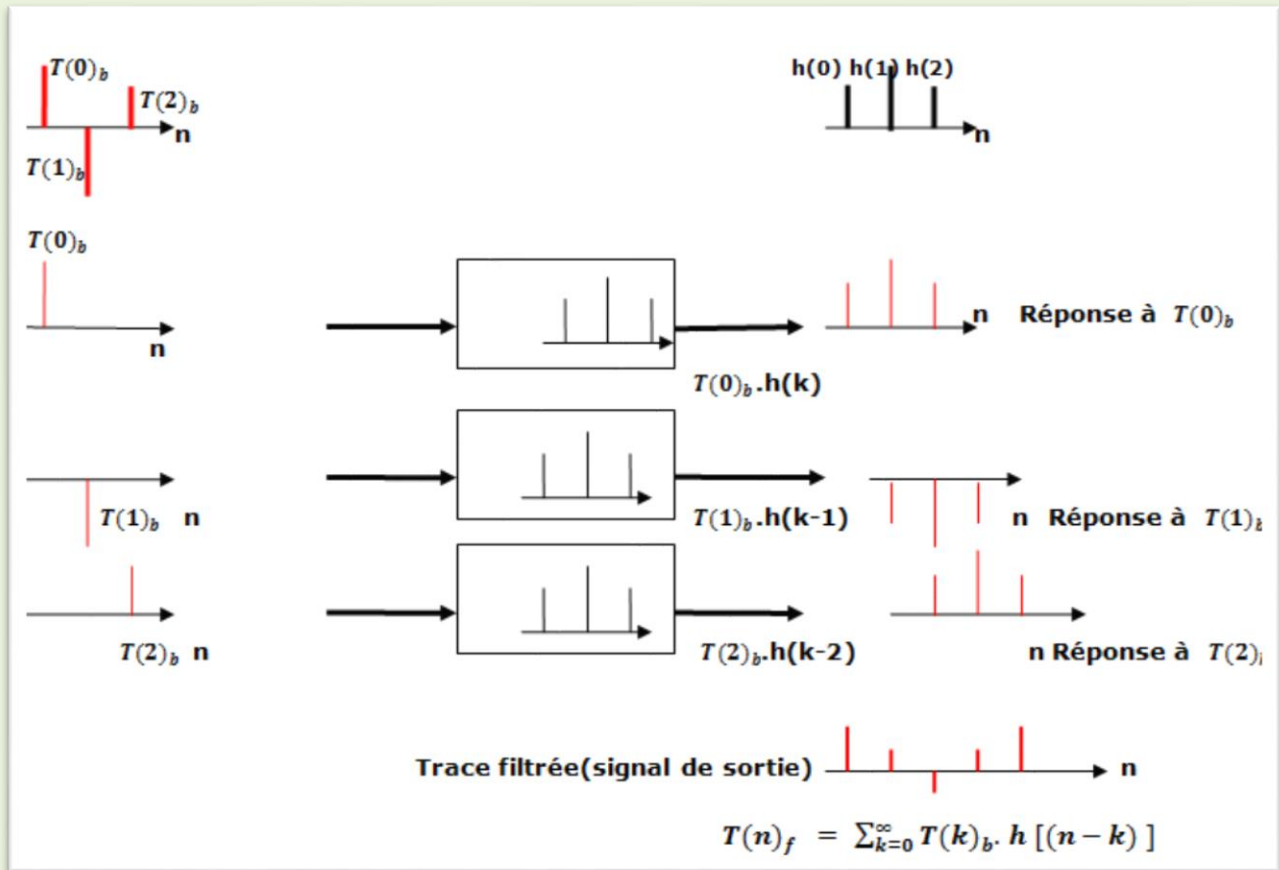 T(0)b
T(2)b
n
T(1)b
h(0) h(1) h(2)
n
T(0)b
n
T(0)b.h(k)
n Réponse à T(0)b
T(1)b n
T(1)b.h(k-1)
n Réponse à T(1)
T(2)b n
T(2)b.h(k-2)
n Réponse à T(2)
Trace filtrée(signal de sortie)
n
T(n)f = ∑∞k=0 T(k)b. h [(n − k) ]